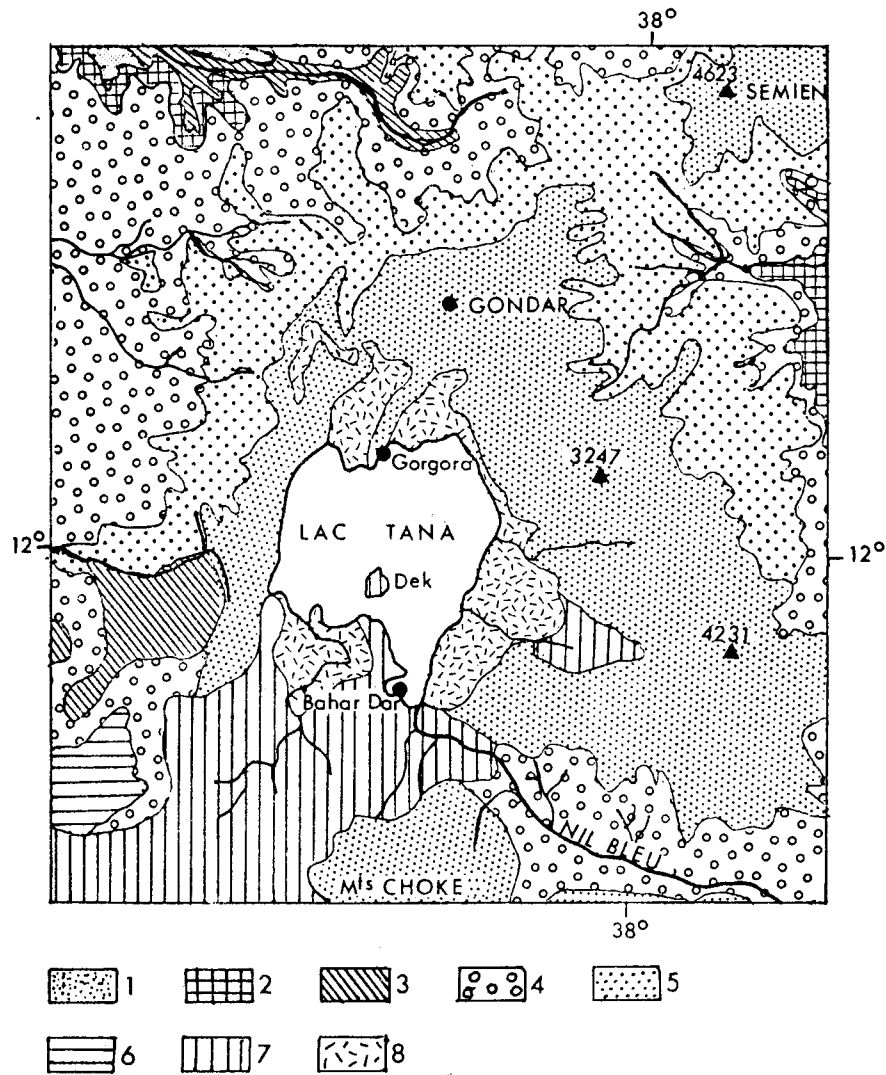 38°
4623
SEMIEN
GONDAR
3247
Gorgora
LAC TANA
12°
12°
Dek
4231
Bahar Dar
NIL BLEU
Mts CHOKE
38°
1 2 3 4 5
6 7 8